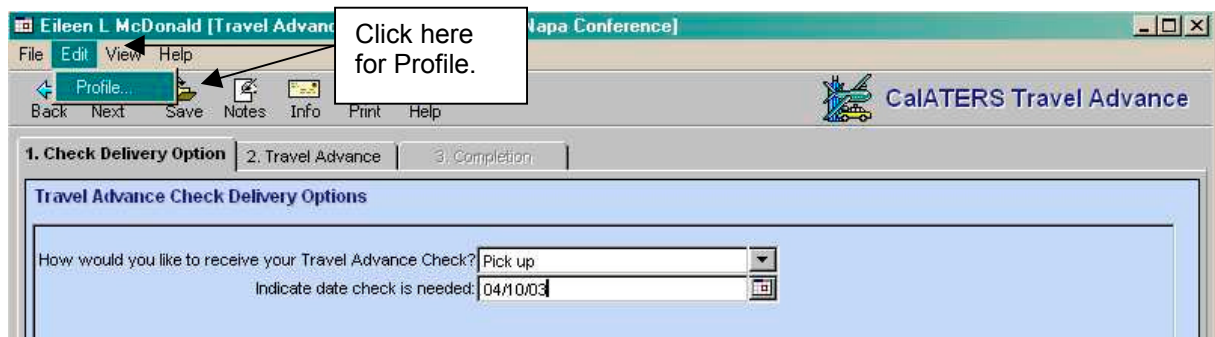 Eileen L McDonald [Travel Advanc
Napa Conference]
Click here
for Profile.
File Edit View Help
Profile...
Back Next Save Notes Info Print Help
CalATERS Travel Advance
1. Check Delivery Option 2. Travel Advance 3. Completion
Travel Advance Check Delivery Options
How would you like to receive your Travel Advance Check? Pick up
Indicate date check is needed: 04/10/03